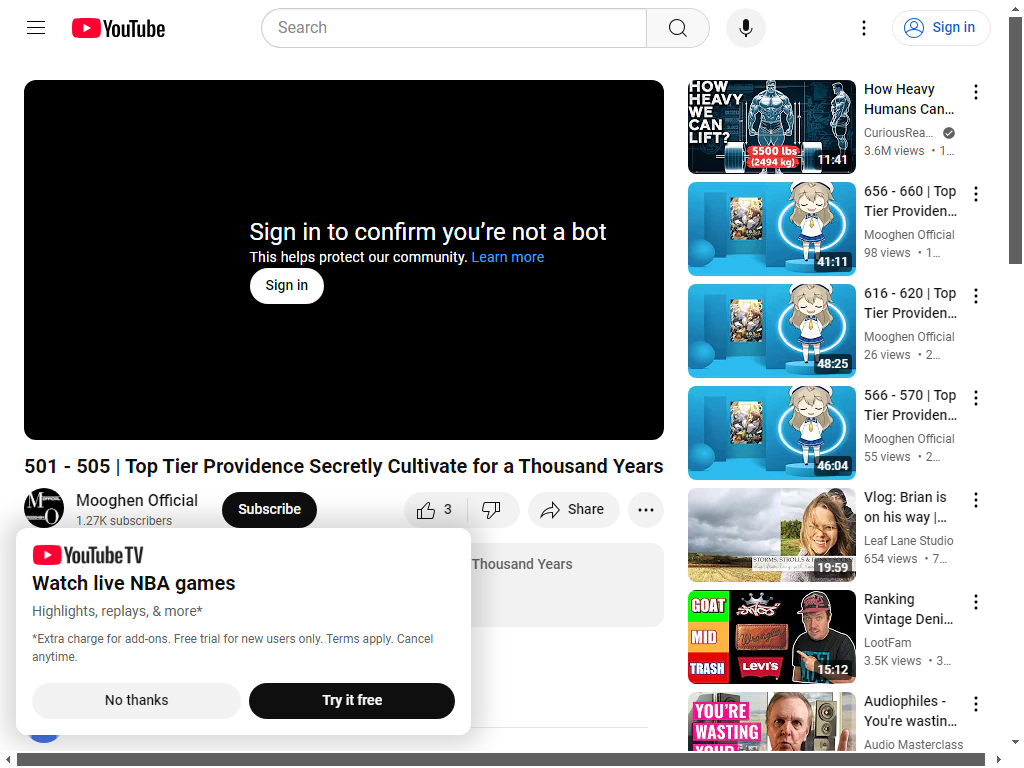 YouTube
Search
Sign in
Sign in to confirm you're not a bot
This helps protect our community. Learn more
Sign in
501 - 505 | Top Tier Providence Secretly Cultivate for a Thousand Years
Mooghen Official
1.27K subscribers
Subscribe
3
Share
Thousand Years
YouTube TV
Watch live NBA games
Highlights, replays, & more*
*Extra charge for add-ons. Free trial for new users only. Terms apply. Cancel
anytime.
No thanks
Try it free
HOW
HEAVY
WE
CAN
LIFT?
5500 lbs
(2494 kg)
11:41
How Heavy
Humans Can…
CuriousRea…
3.6M views • 1…
41:11
656 - 660 | Top
Tier Providen…
Mooghen Official
98 views • 1…
48:25
616 - 620 | Top
Tier Providen…
Mooghen Official
26 views • 2…
46:04
566 - 570 | Top
Tier Providen…
Mooghen Official
55 views • 2…
STORMS, STROLLS &
19:59
Vlog: Brian is
on his way |…
Leaf Lane Studio
654 views • 7…
GOAT
MID
Wrangler
TRASH
LEVI'S
15:12
Ranking
Vintage Deni…
LootFam
3.5K views • 3…
YOU'RE
WASTING
YOUR
Audiophiles -
You're wastin…
Audio Masterclass